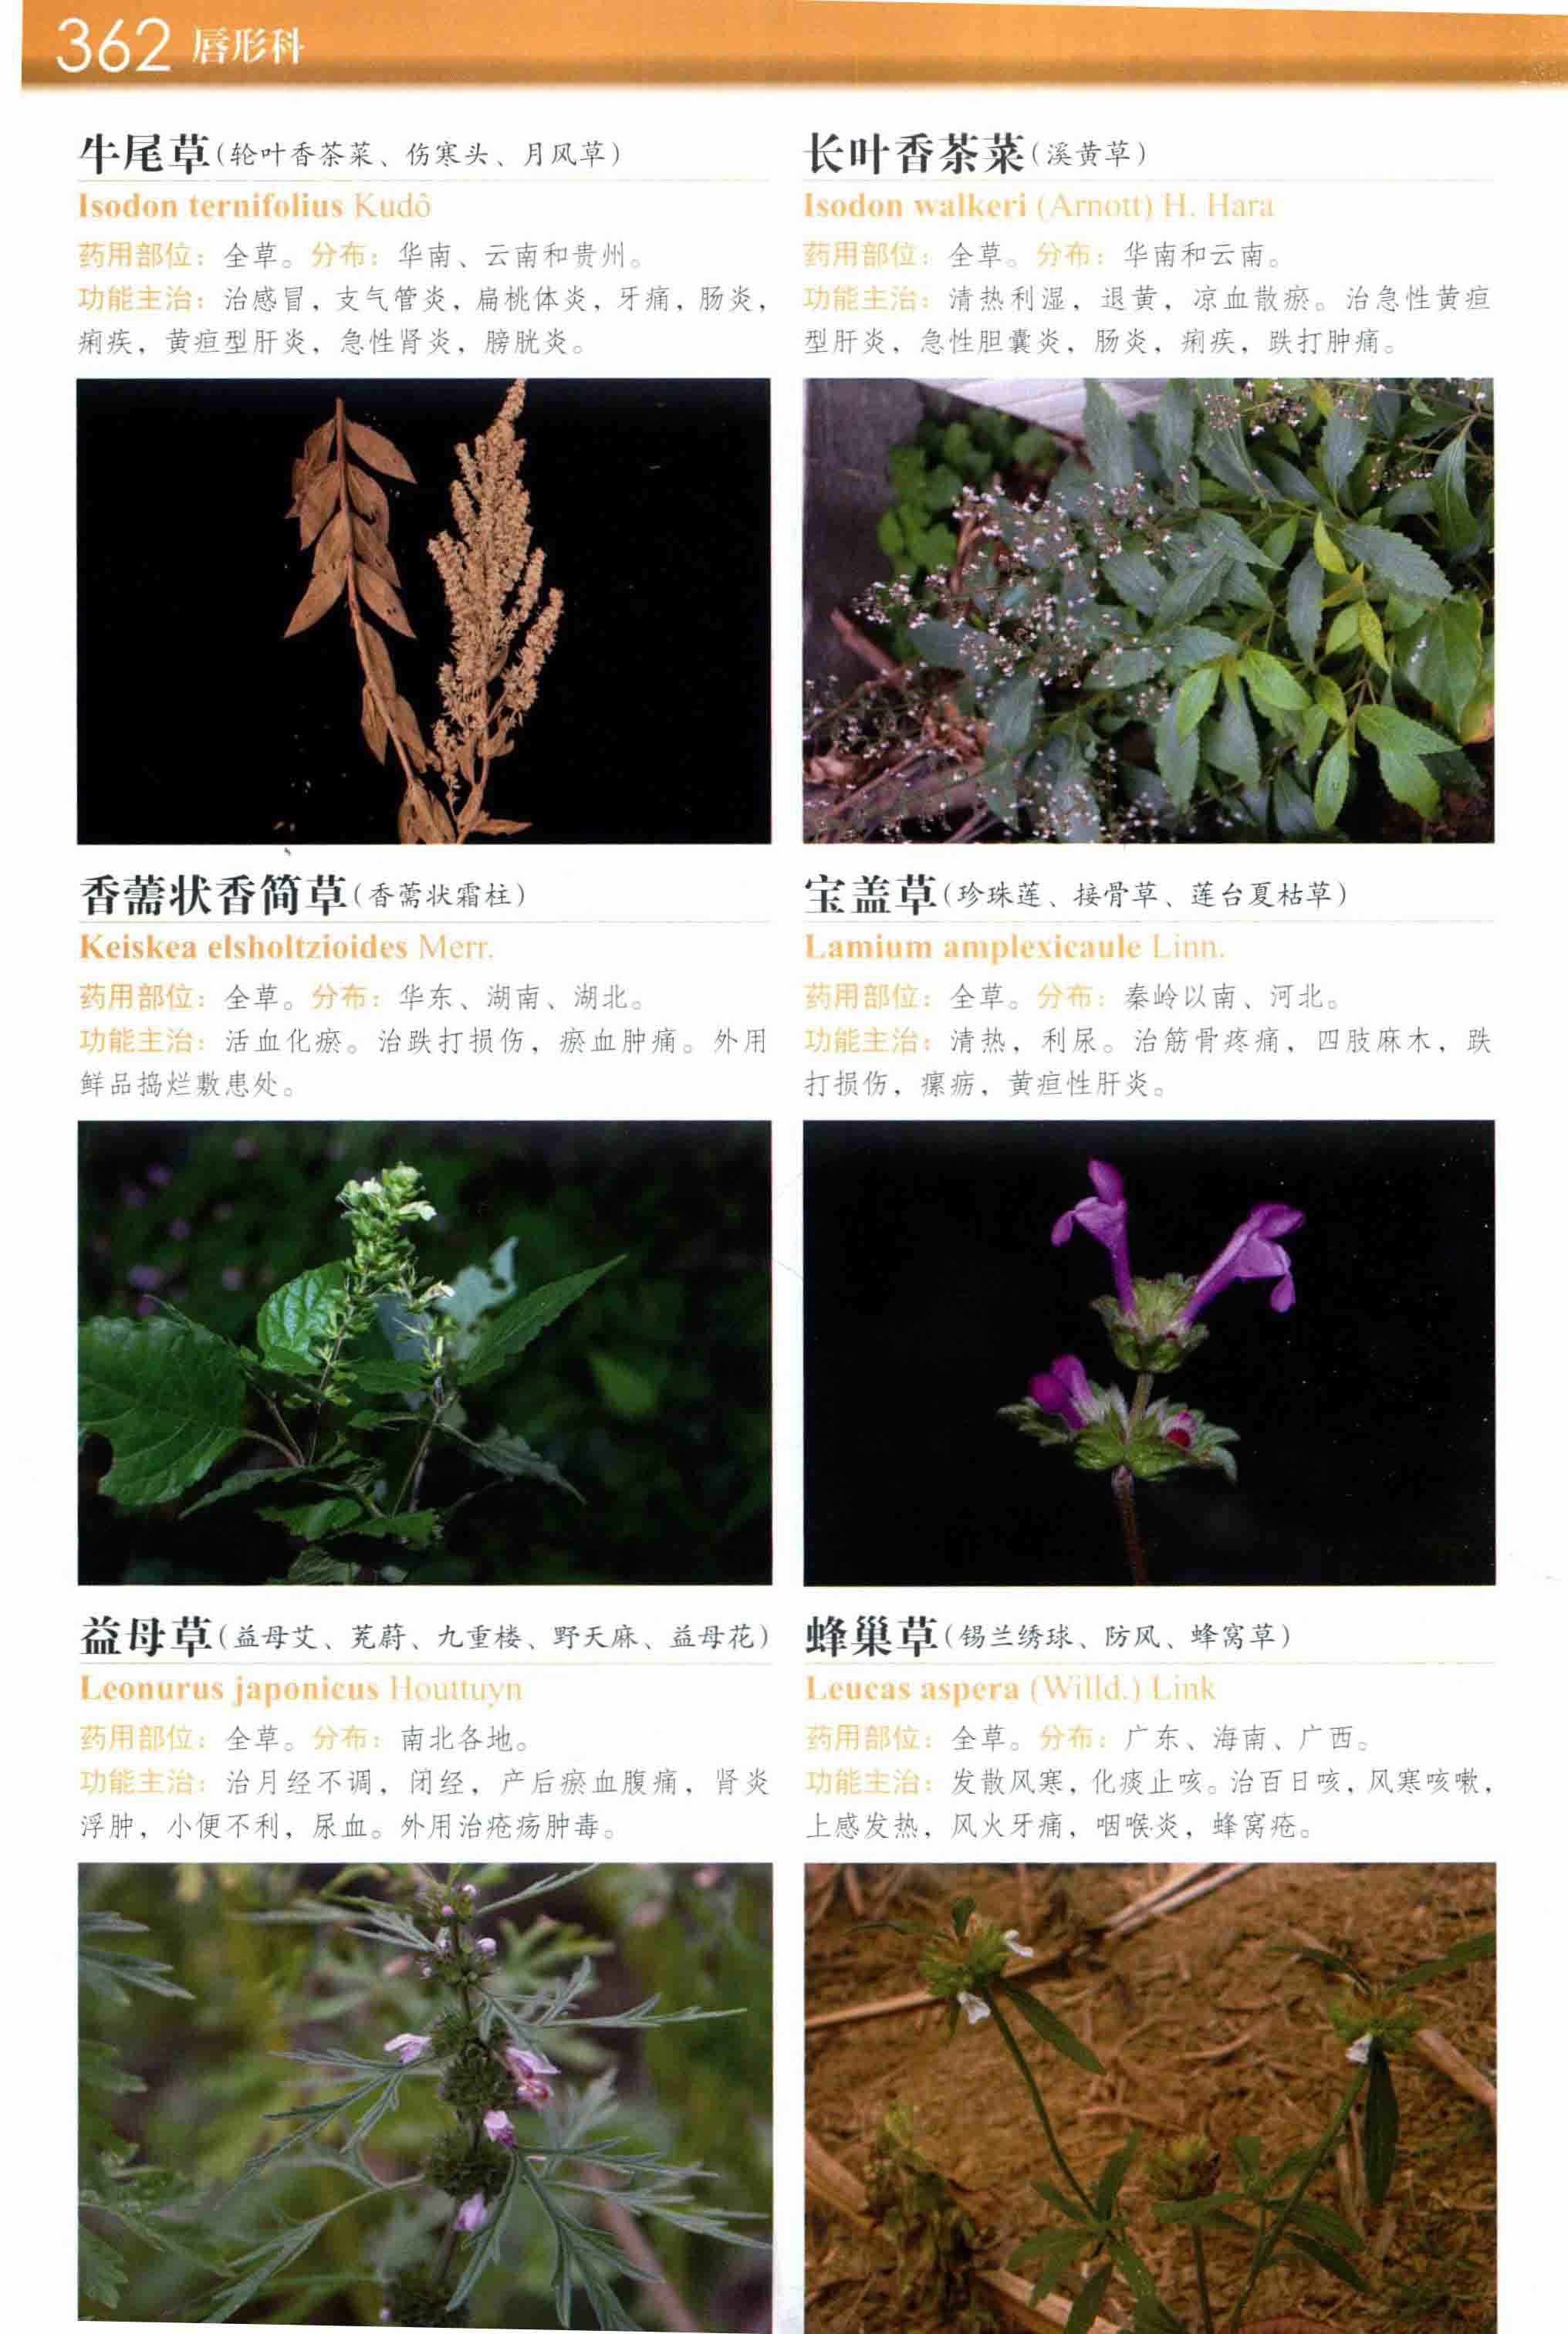 362 唇形科
牛尾草(轮叶香茶菜、伤寒头、月风草)
Isodon ternifolius Kudô
药用部位：全草。分布：华南、云南和贵州。
功能主治：治感冒，支气管炎，扁桃体炎，牙痛，肠炎，
痢疾，黄疸型肝炎，急性肾炎，膀胱炎。
长叶香茶菜(溪黄草)
Isodon walkeri (Arnott) H. Hara
药用部位：全草。分布：华南和云南。
功能主治：清热利湿，退黄，凉血散瘀。治急性黄疸
型肝炎，急性胆囊炎，肠炎，痢疾，跌打肿痛。
香薷状香简草(香薷状霜柱)
Keiskea elsholtzioides Merr.
药用部位：全草。分布：华东、湖南、湖北。
功能主治：活血化瘀。治跌打损伤，瘀血肿痛。外用
鲜品捣烂敷患处。
宝盖草(珍珠莲、接骨草、莲台夏枯草)
Lamium amplexicaule Linn.
药用部位：全草。分布：秦岭以南、河北。
功能主治：清热，利尿。治筋骨疼痛，四肢麻木，跌
打损伤，瘰疬，黄疸性肝炎。
益母草(益母艾、茺蔚、九重楼、野天麻、益母花)
Leonurus japonicus Houttuyn
药用部位：全草。分布：南北各地。
功能主治：治月经不调，闭经，产后瘀血腹痛，肾炎
浮肿，小便不利，尿血。外用治疮疡肿毒。
蜂巢草(锡兰绣球、防风、蜂窝草)
Leucas aspera (Willd.) Link
药用部位：全草。分布：广东、海南、广西。
功能主治：发散风寒，化痰止咳。治百日咳，风寒咳嗽，
上感发热，风火牙痛，咽喉炎，蜂窝疮。